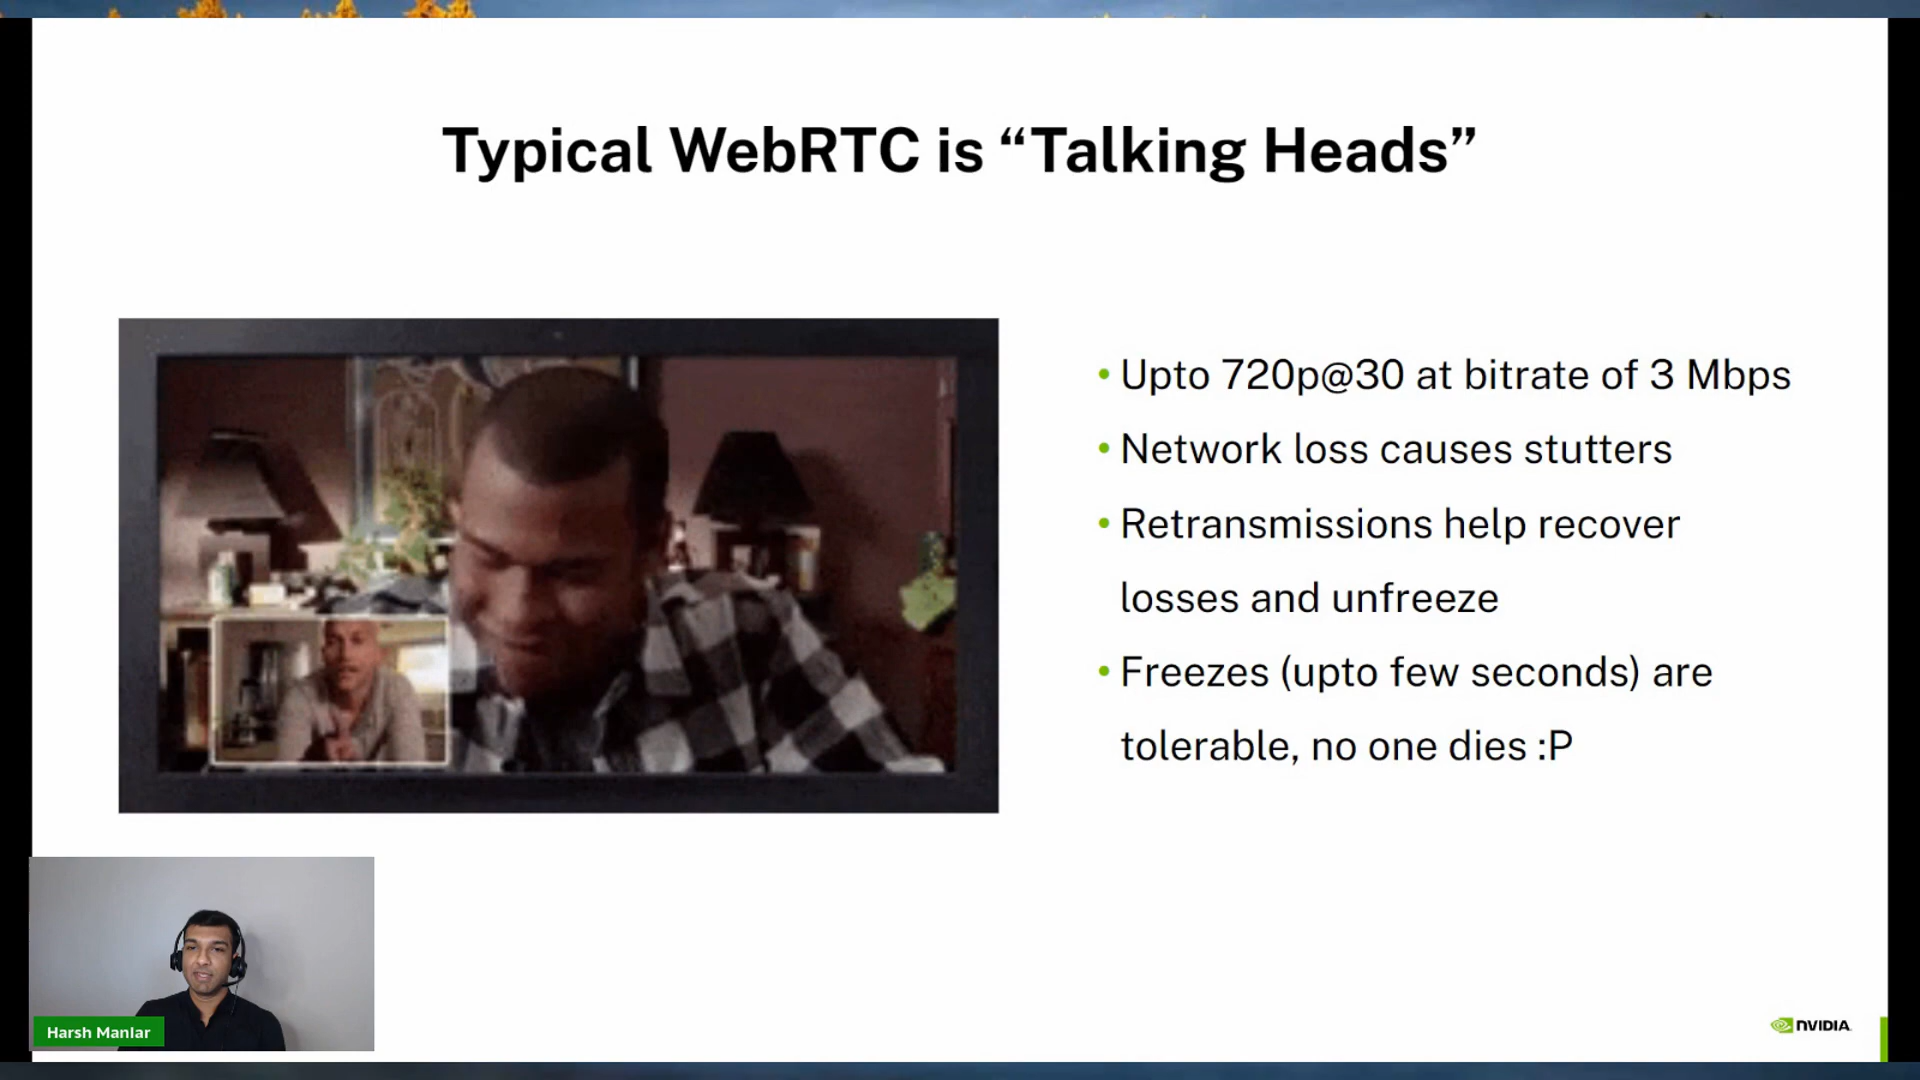 Typical WebRTC is “Talking Heads”
• Upto 720p@30 at bitrate of 3 Mbps
• Network loss causes stutters
• Retransmissions help recover
losses and unfreeze
• Freezes (upto few seconds) are
tolerable, no one dies :P
Harsh Maniar
NVIDIA.